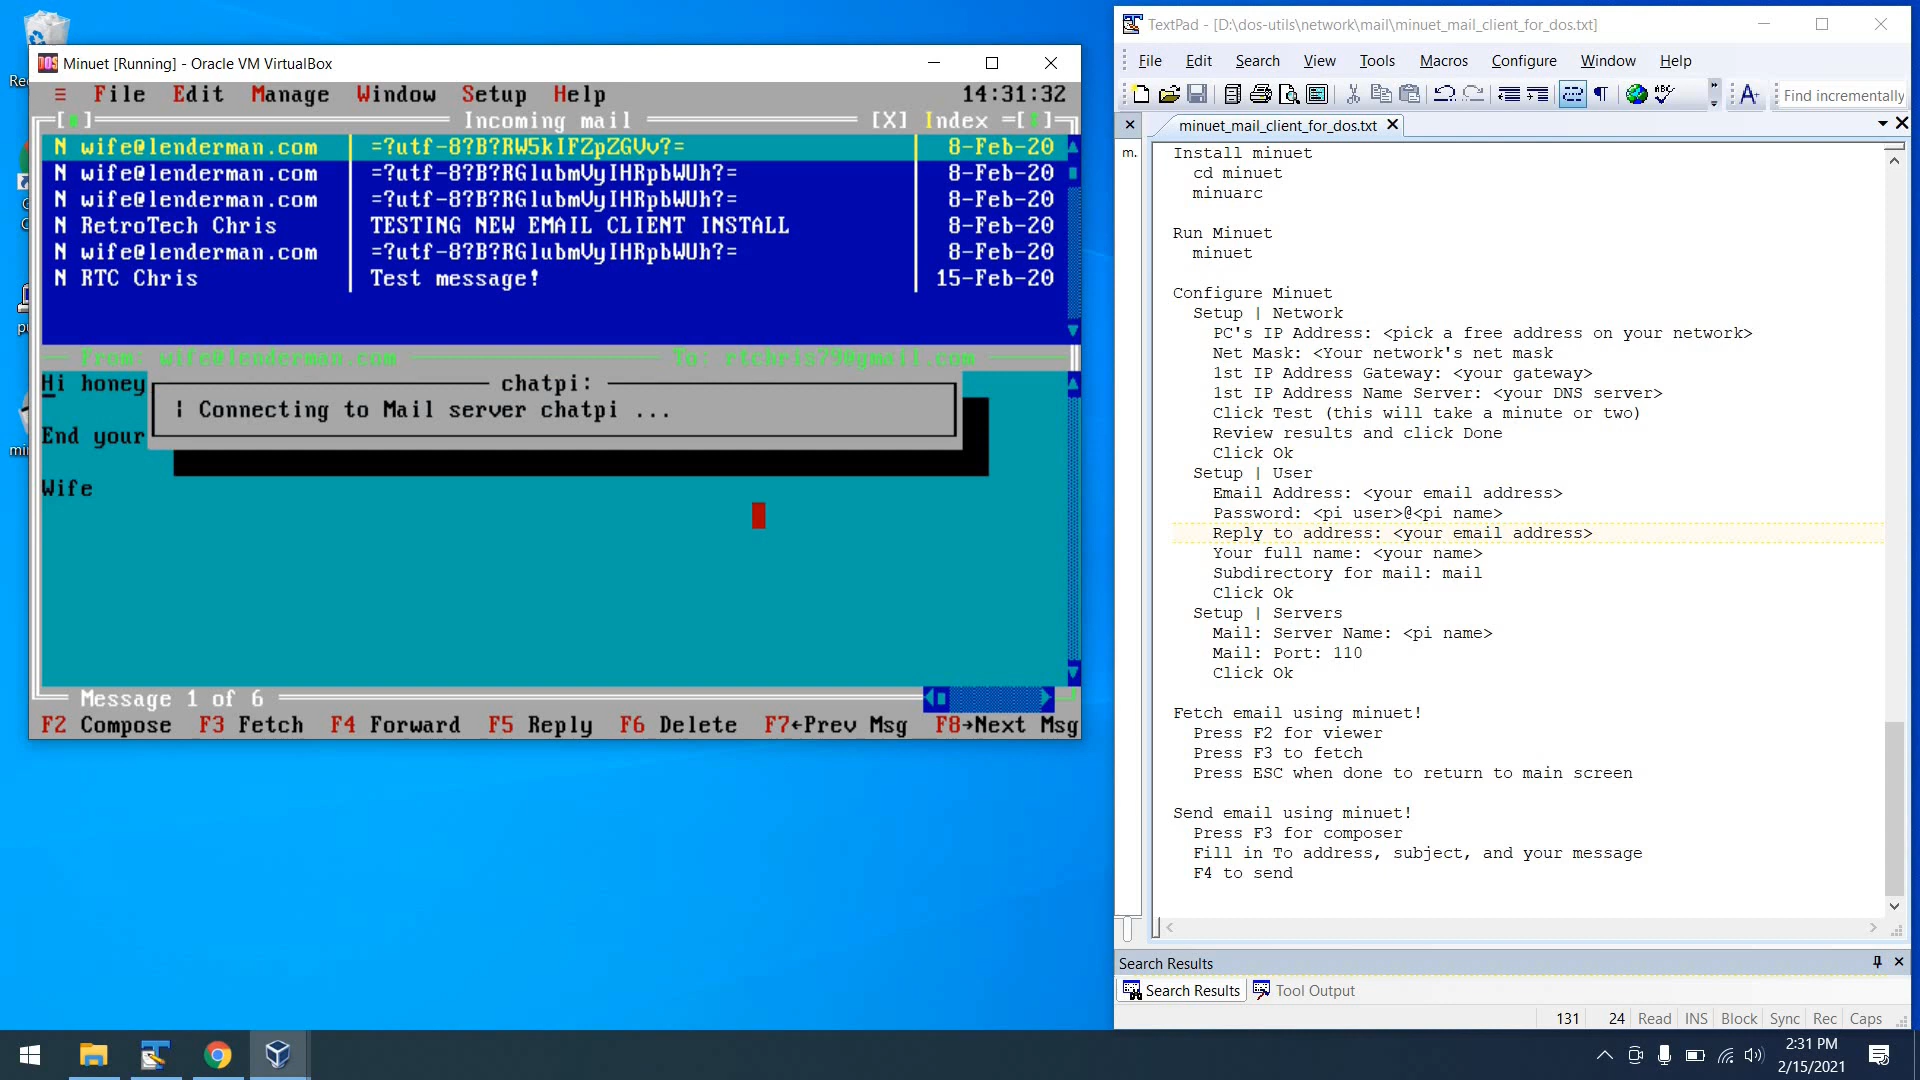 Minuet [Running] - Oracle VM VirtualBox
≡ File Edit Manage Window Setup Help 14:31:32
Incoming mail [X] Index
N wife@lenderman.com =?utf-8?B?RW5kIFZpZGVv?= 8-Feb-20
N wife@lenderman.com =?utf-8?B?RGlubmVyIHRpbWUh?= 8-Feb-20
N wife@lenderman.com =?utf-8?B?RGlubmVyIHRpbWUh?= 8-Feb-20
N RetroTech Chris TESTING NEW EMAIL CLIENT INSTALL 8-Feb-20
N wife@lenderman.com =?utf-8?B?RGlubmVyIHRpbWUh?= 8-Feb-20
N RTC Chris Test message! 15-Feb-20
From: wife@lenderman.com To: rtchris79@gmail.com
Hi honey
chatpi:
| Connecting to Mail server chatpi ...
End your
Wife
Message 1 of 6
F2 Compose F3 Fetch F4 Forward F5 Reply F6 Delete F7←Prev Msg F8→Next Msg
TextPad - [D:\dos-utils\network\mail\minuet_mail_client_for_dos.txt]
File Edit Search View Tools Macros Configure Window Help
Find incrementally
minuet_mail_client_for_dos.txt
m.
Install minuet
cd minuet
minuarc
Run Minuet
minuet
Configure Minuet
Setup | Network
PC's IP Address: <pick a free address on your network>
Net Mask: <Your network's net mask
1st IP Address Gateway: <your gateway>
1st IP Address Name Server: <your DNS server>
Click Test (this will take a minute or two)
Review results and click Done
Click Ok
Setup | User
Email Address: <your email address>
Password: <pi user>@<pi name>
Reply to address: <your email address>
Your full name: <your name>
Subdirectory for mail: mail
Click Ok
Setup | Servers
Mail: Server Name: <pi name>
Mail: Port: 110
Click Ok
Fetch email using minuet!
Press F2 for viewer
Press F3 to fetch
Press ESC when done to return to main screen
Send email using minuet!
Press F3 for composer
Fill in To address, subject, and your message
F4 to send
Search Results
Search Results Tool Output
131 24 Read INS Block Sync Rec Caps
2:31 PM
2/15/2021